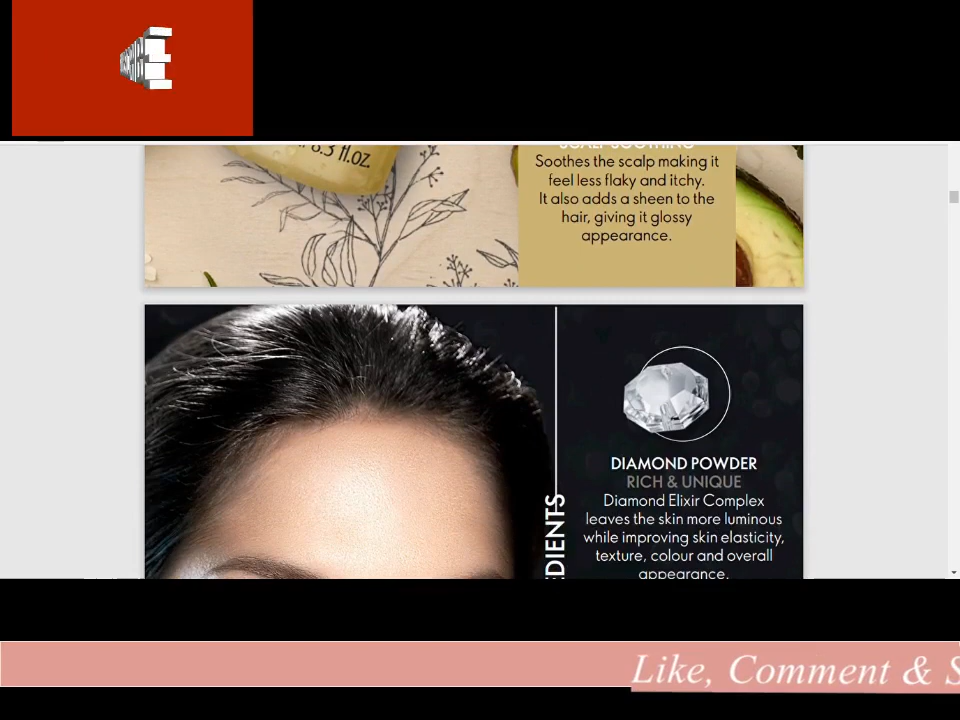 6.3 fl.oz.
SCALP SOOTHING
Soothes the scalp making it
feel less flaky and itchy.
It also adds a sheen to the
hair, giving it glossy
appearance.
DIAMOND POWDER
RICH & UNIQUE
Diamond Elixir Complex
leaves the skin more luminous
while improving skin elasticity,
texture, colour and overall
appearance.
EDIENTS
Like, Comment & S